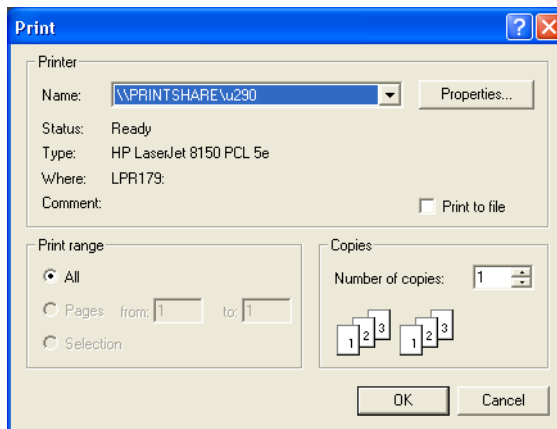 Print
Printer
Name: \\PRINTSHARE\u290 Properties...
Status: Ready
Type: HP LaserJet 8150 PCL 5e
Where: LPR179:
Comment: Print to file
Print range
All
Pages from: 1 to: 1
Selection
Copies
Number of copies: 1
1 2 3 1 2 3
OK Cancel